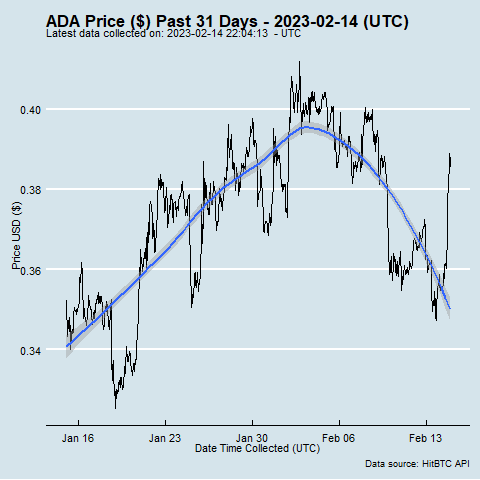 ADA Price ($) Past 31 Days - 2023-02-14 (UTC)
Latest data collected on: 2023-02-14 22:04:13 - UTC
0.40
0.38
0.36
0.34
Price USD ($)
Jan 16 Jan 23 Jan 30 Feb 06 Feb 13
Date Time Collected (UTC)
Data source: HitBTC API